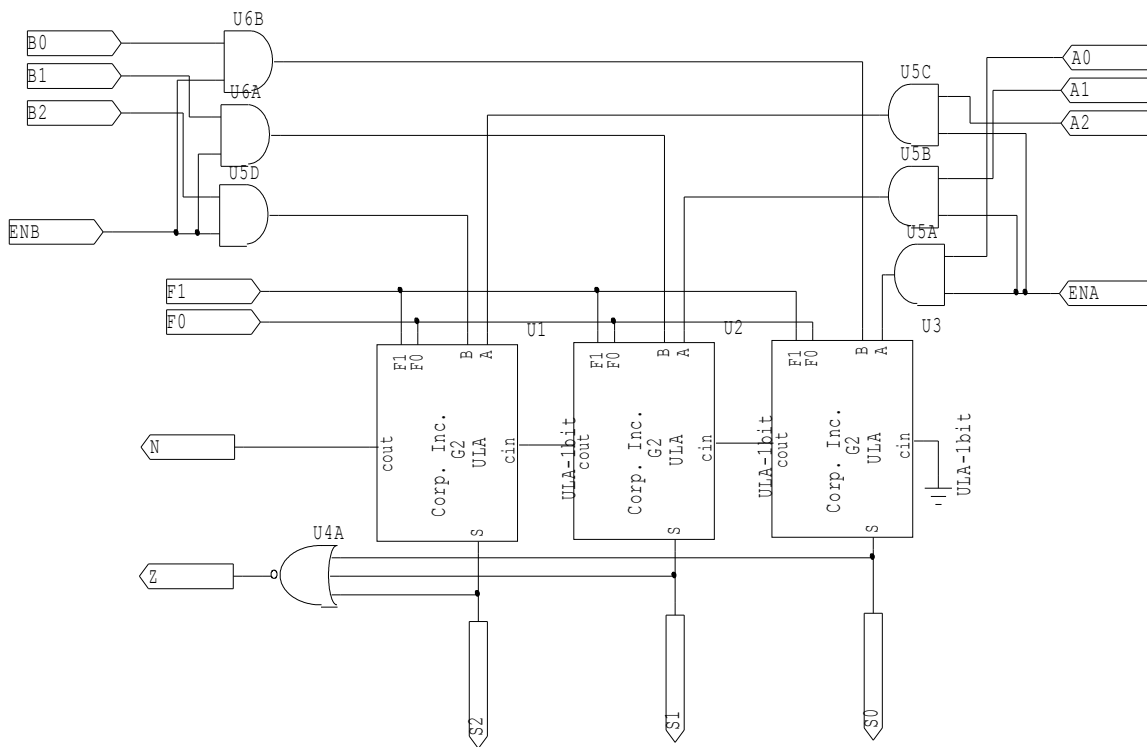 U6B
B0
B1
B2
U6A
U5D
ENB
U5C
A0
A1
A2
U5B
U5A
ENA
F1
F0
U1
U2
U3
F1
F0
B
A
F1
F0
B
A
F1
F0
B
A
N
cout
Corp. Inc.
G2
ULA
cin
ULA-1bit
cout
Corp. Inc.
G2
ULA
cin
ULA-1bit
cout
Corp. Inc.
G2
ULA
cin
ULA-1bit
S
S
S
U4A
Z
S2
S1
S0